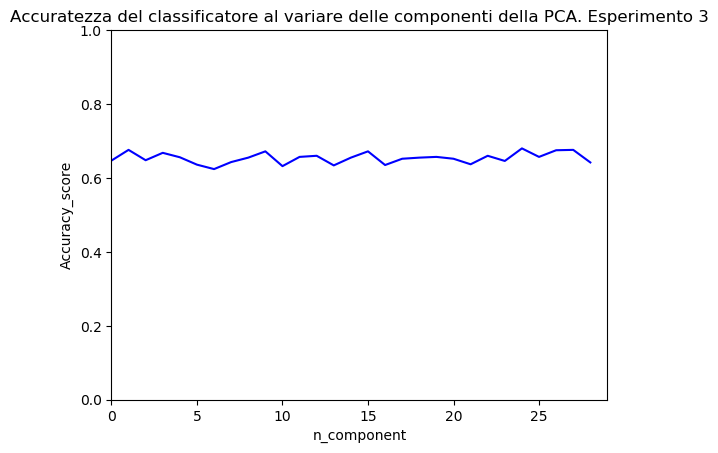 Accuratezza del classificatore al variare delle componenti della PCA. Esperimento 3
1.0
0.8
0.6
0.4
0.2
0.0
Accuracy_score
0 5 10 15 20 25
n_component